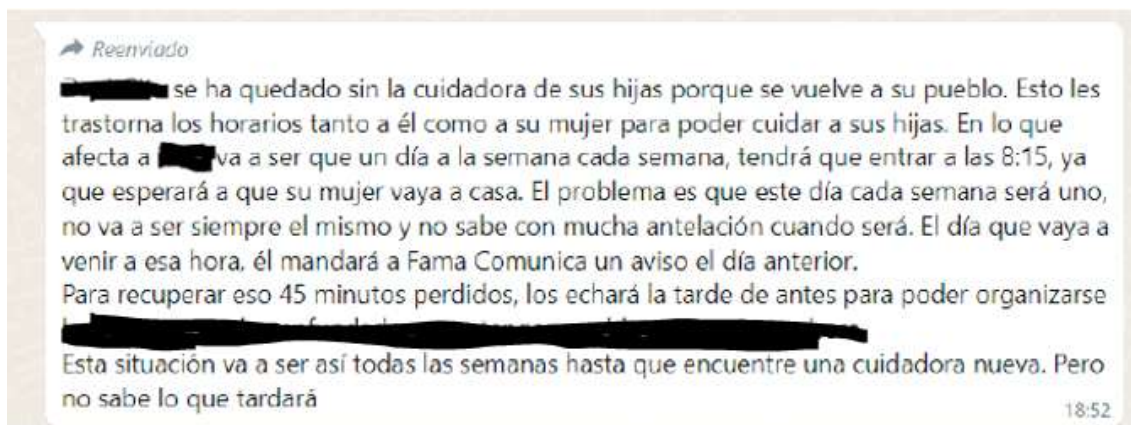 Reenviado
se ha quedado sin la cuidadora de sus hijas porque se vuelve a su pueblo. Esto les
trastorna los horarios tanto a él como a su mujer para poder cuidar a sus hijas. En lo que
afecta a va a ser que un día a la semana cada semana, tendrá que entrar a las 8:15, ya
que esperará a que su mujer vaya a casa. El problema es que este día cada semana será uno,
no va a ser siempre el mismo y no sabe con mucha antelación cuando será. El día que vaya a
venir a esa hora, él mandará a Fama Comunica un aviso el día anterior.
Para recuperar eso 45 minutos perdidos, los echará la tarde de antes para poder organizarse
Esta situación va a ser así todas las semanas hasta que encuentre una cuidadora nueva. Pero
no sabe lo que tardará
18:52